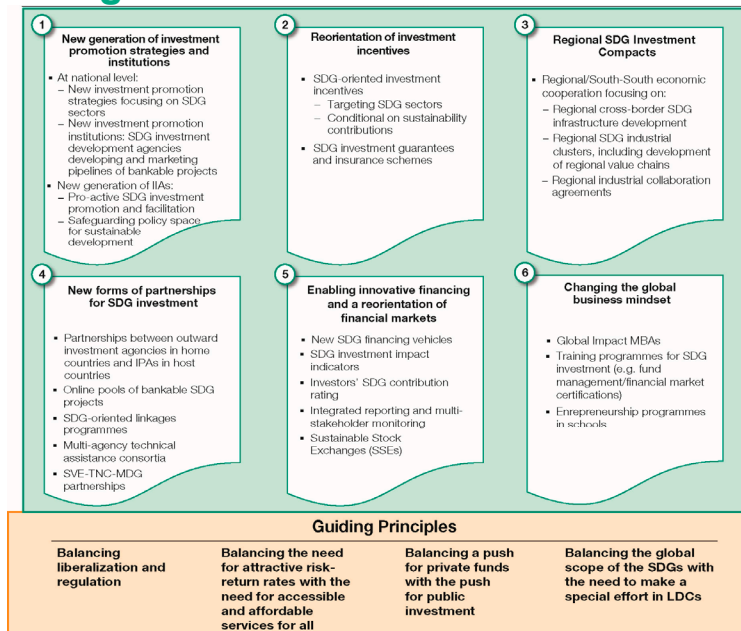 1
New generation of investment
promotion strategies and
institutions
▪ At national level:
– New investment promotion
strategies focusing on SDG
sectors
– New investment promotion
institutions: SDG investment
development agencies
developing and marketing
pipelines of bankable projects
▪ New generation of IIAs:
– Pro-active SDG investment
promotion and facilitation
– Safeguarding policy space
for sustainable
development
2
Reorientation of investment
incentives
▪ SDG-oriented investment
incentives
– Targeting SDG sectors
– Conditional on sustainability
contributions
▪ SDG investment guarantees
and insurance schemes
3
Regional SDG Investment
Compacts
▪ Regional/South-South economic
cooperation focusing on:
– Regional cross-border SDG
infrastructure development
– Regional SDG industrial
clusters, including development
of regional value chains
– Regional industrial collaboration
agreements
4
New forms of partnerships
for SDG investment
▪ Partnerships between outward
investment agencies in home
countries and IPAs in host
countries
▪ Online pools of bankable SDG
projects
▪ SDG-oriented linkages
programmes
▪ Multi-agency technical
assistance consortia
▪ SVE-TNC-MDG
partnerships
5
Enabling innovative financing
and a reorientation of
financial markets
▪ New SDG financing vehicles
▪ SDG investment impact
indicators
▪ Investors' SDG contribution
rating
▪ Integrated reporting and multi-
stakeholder monitoring
▪ Sustainable Stock
Exchanges (SSEs)
6
Changing the global
business mindset
▪ Global Impact MBAs
▪ Training programmes for SDG
investment (e.g. fund
management/financial market
certifications)
▪ Enrepreneurship programmes
in schools
Guiding Principles
Balancing
liberalization and
regulation
Balancing the need
for attractive risk-
return rates with the
need for accessible
and affordable
services for all
Balancing a push
for private funds
with the push
for public
investment
Balancing the global
scope of the SDGs with
the need to make a
special effort in LDCs